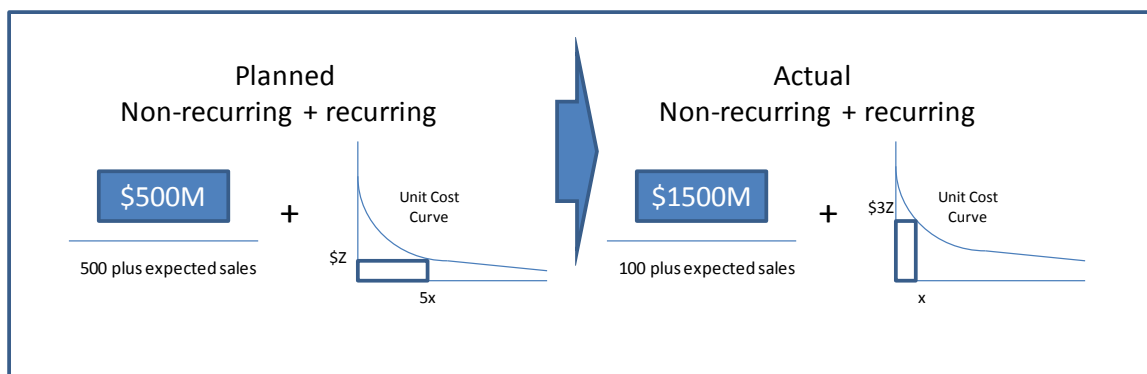 Planned
Non-recurring + recurring
$500M
+
500 plus expected sales
Unit Cost
Curve
$Z
5x
Actual
Non-recurring + recurring
$1500M
+
100 plus expected sales
Unit Cost
Curve
$3Z
x